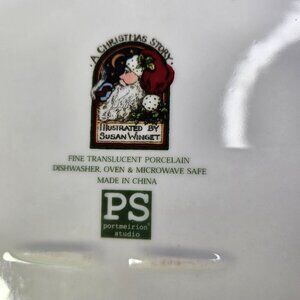 A CHRISTMAS STORY
ILLUSTRATED BY
SUSAN WINGET
FINE TRANSLUCENT PORCELAIN
DISHWASHER, OVEN & MICROWAVE SAFE
MADE IN CHINA
PS
portmeirion®
studio